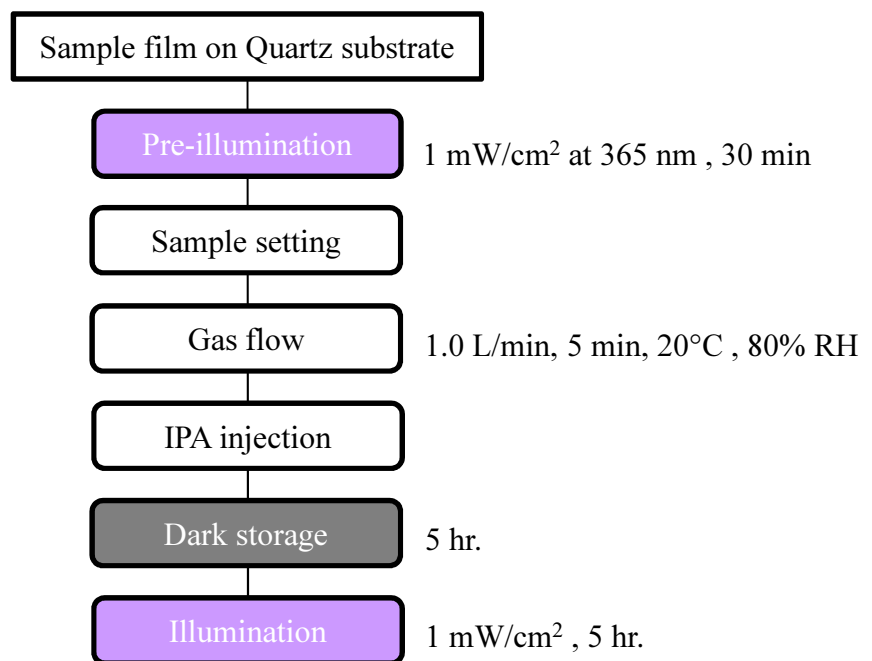 Sample film on Quartz substrate
Pre-illumination
1 mW/cm² at 365 nm , 30 min
Sample setting
Gas flow
1.0 L/min, 5 min, 20°C , 80% RH
IPA injection
Dark storage
5 hr.
Illumination
1 mW/cm² , 5 hr.